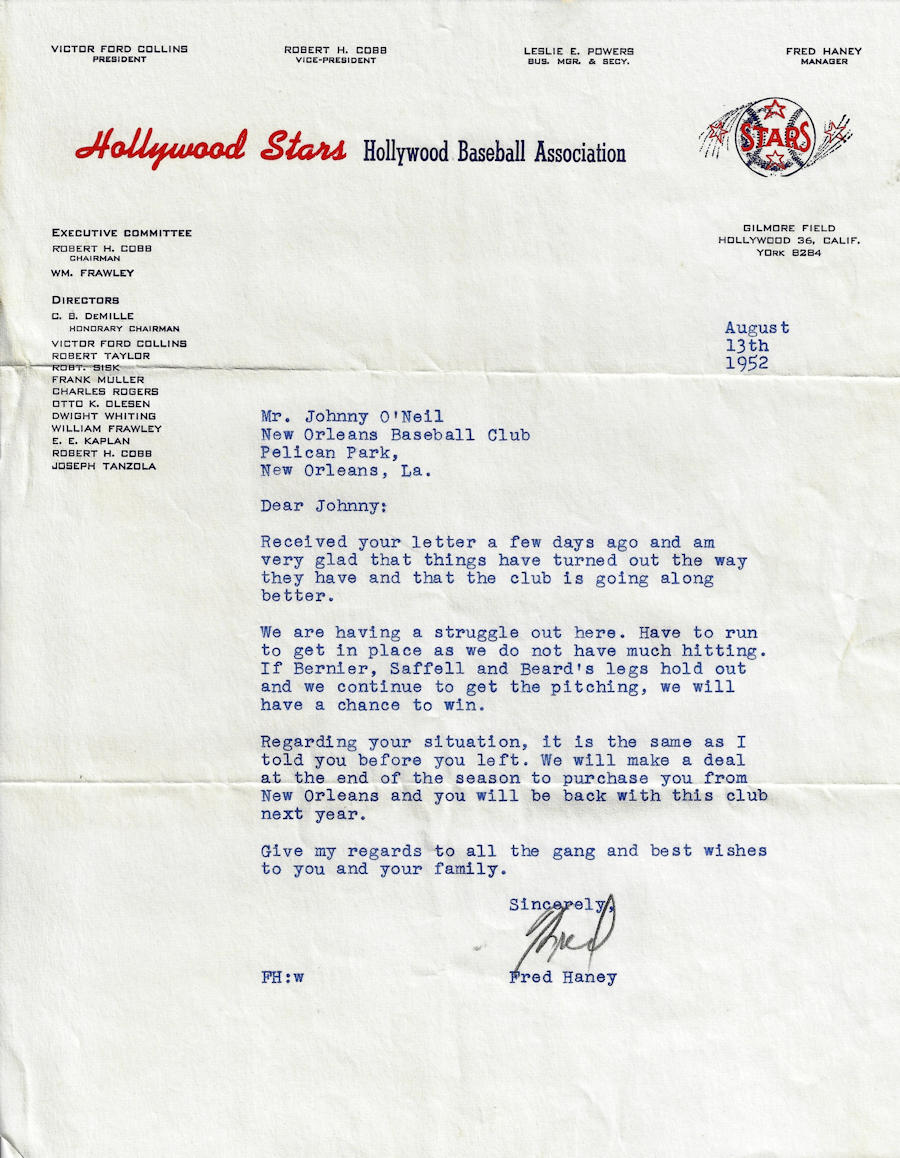 VICTOR FORD COLLINS
PRESIDENT
ROBERT H. COBB
VICE-PRESIDENT
LESLIE E. POWERS
BUS. MGR. & SECY.
FRED HANEY
MANAGER
Hollywood Stars Hollywood Baseball Association
STARS
GILMORE FIELD
HOLLYWOOD 36, CALIF.
YORK 8284
EXECUTIVE COMMITTEE
ROBERT H. COBB
CHAIRMAN
WM. FRAWLEY
DIRECTORS
C. B. DEMILLE
HONORARY CHAIRMAN
VICTOR FORD COLLINS
ROBERT TAYLOR
ROBT. SISK
FRANK MULLER
CHARLES ROGERS
OTTO K. OLESEN
DWIGHT WHITING
WILLIAM FRAWLEY
E. E. KAPLAN
ROBERT H. COBB
JOSEPH TANZOLA
August
13th
1952
Mr. Johnny O'Neil
New Orleans Baseball Club
Pelican Park,
New Orleans, La.
Dear Johnny:
Received your letter a few days ago and am
very glad that things have turned out the way
they have and that the club is going along
better.
We are having a struggle out here. Have to run
to get in place as we do not have much hitting.
If Bernier, Saffell and Beard's legs hold out
and we continue to get the pitching, we will
have a chance to win.
Regarding your situation, it is the same as I
told you before you left. We will make a deal
at the end of the season to purchase you from
New Orleans and you will be back with this club
next year.
Give my regards to all the gang and best wishes
to you and your family.
Sincerely,
Fred
FH:w
Fred Haney